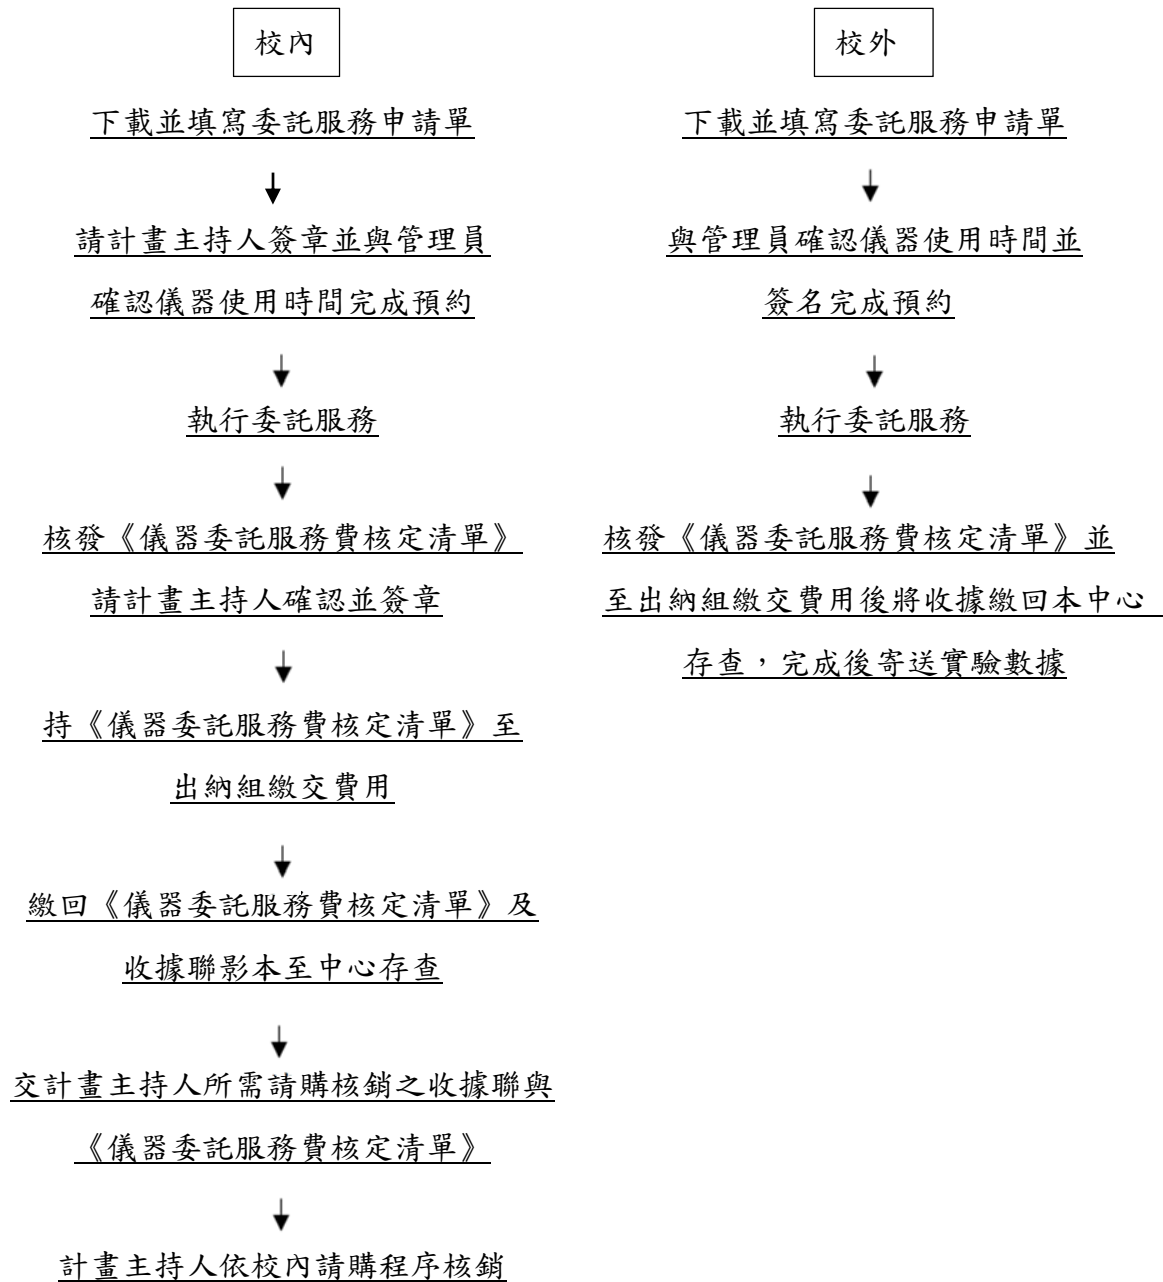 校內
下載並填寫委託服務申請單
請計畫主持人簽章並與管理員
確認儀器使用時間完成預約
執行委託服務
核發《儀器委託服務費核定清單》
請計畫主持人確認並簽章
持《儀器委託服務費核定清單》至
出納組繳交費用
繳回《儀器委託服務費核定清單》及
收據聯影本至中心存查
交計畫主持人所需請購核銷之收據聯與
《儀器委託服務費核定清單》
計畫主持人依校內請購程序核銷
校外
下載並填寫委託服務申請單
與管理員確認儀器使用時間並
簽名完成預約
執行委託服務
核發《儀器委託服務費核定清單》並
至出納組繳交費用後將收據繳回本中心
存查，完成後寄送實驗數據